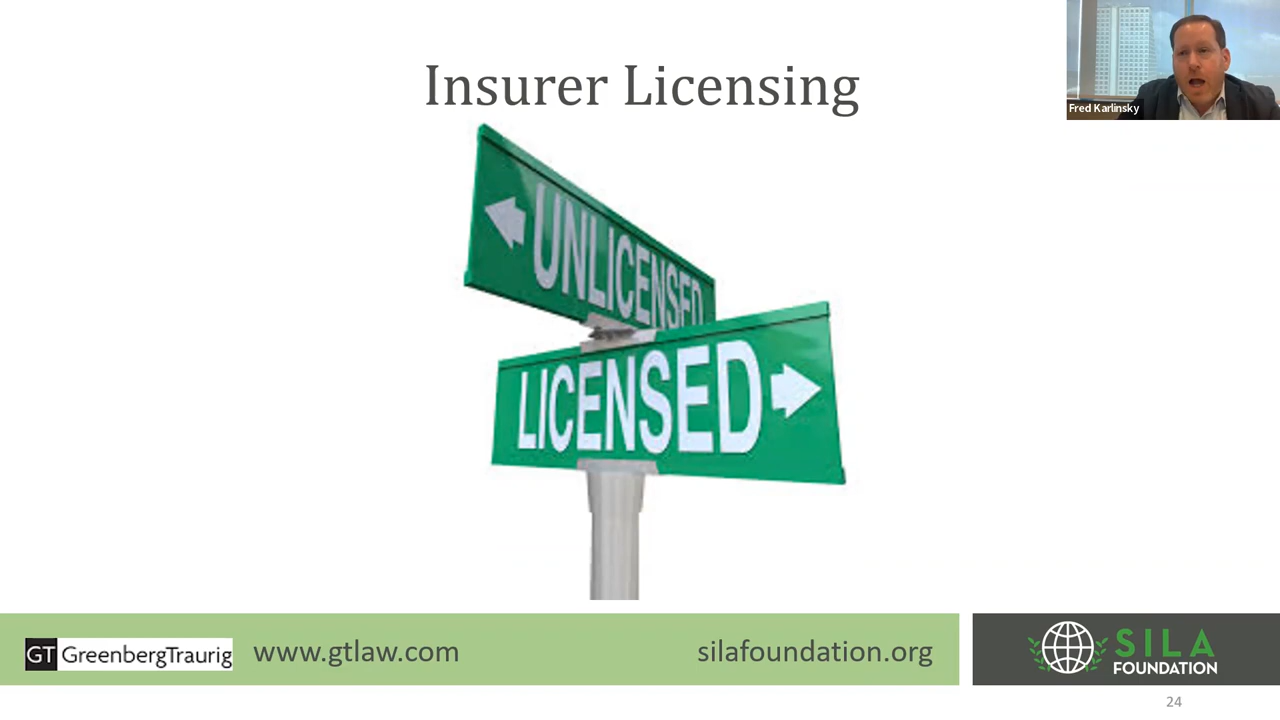 Insurer Licensing
Fred Karlinsky
UNLICENSED
LICENSED
GT GreenbergTraurig
www.gtlaw.com
silafoundation.org
SILA
FOUNDATION
24